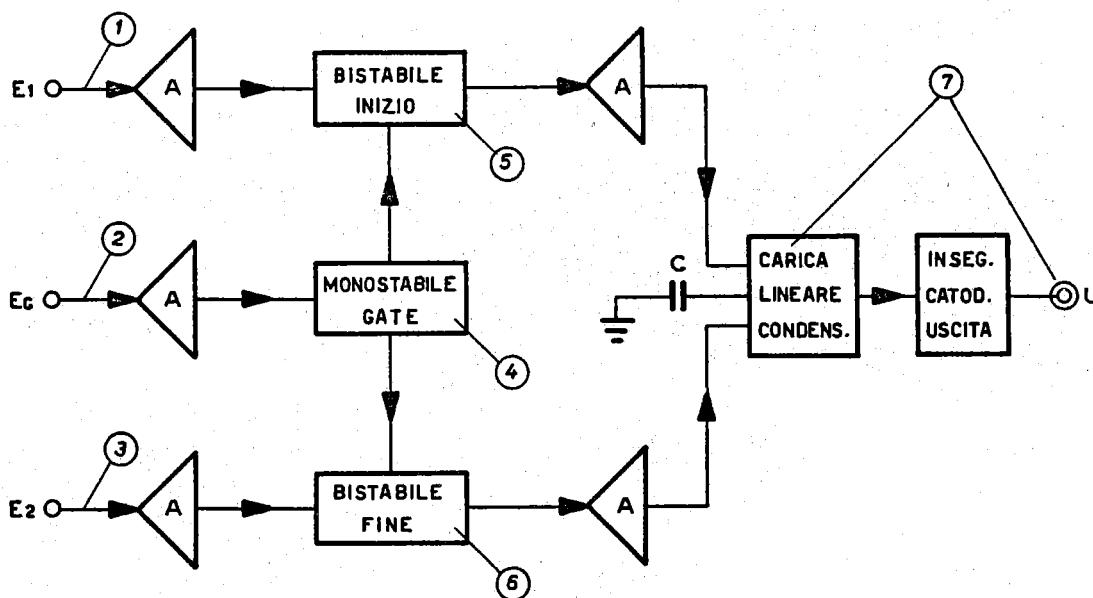 1
E1
A
BISTABILE
INIZIO
A
5
7
2
EG
A
MONOSTABILE
GATE
4
C
CARICA
LINEARE
CONDENS.
INSEG.
CATOD.
USCITA
U
3
E2
A
BISTABILE
FINE
A
6